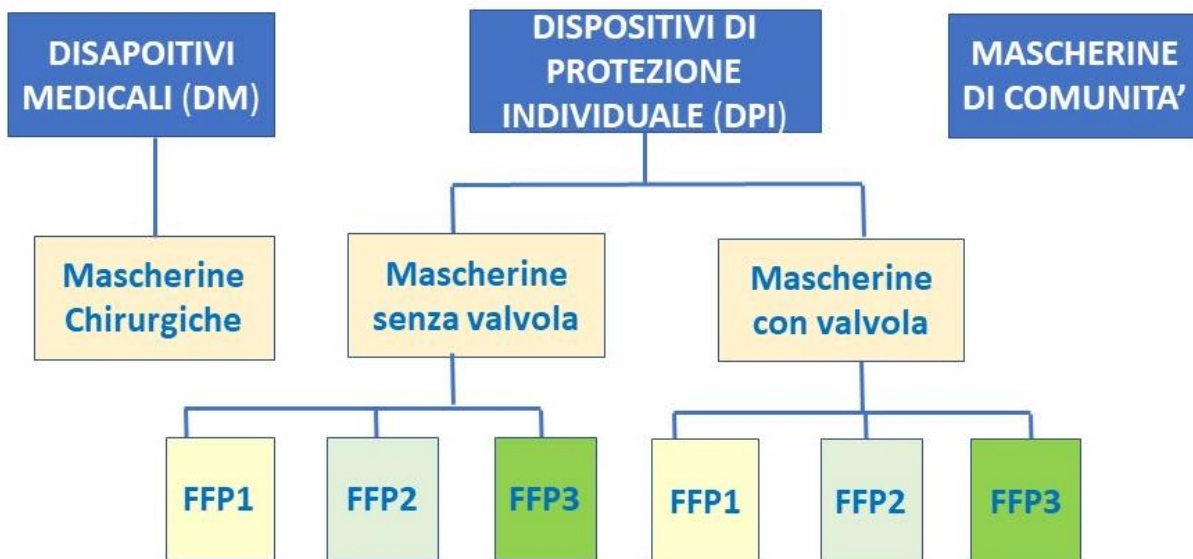 DISAPOITIVI
MEDICALI (DM)
DISPOSITIVI DI
PROTEZIONE
INDIVIDUALE (DPI)
MASCHERINE
DI COMUNITA’
Mascherine
Chirurgiche
Mascherine
senza valvola
Mascherine
con valvola
FFP1
FFP2
FFP3
FFP1
FFP2
FFP3